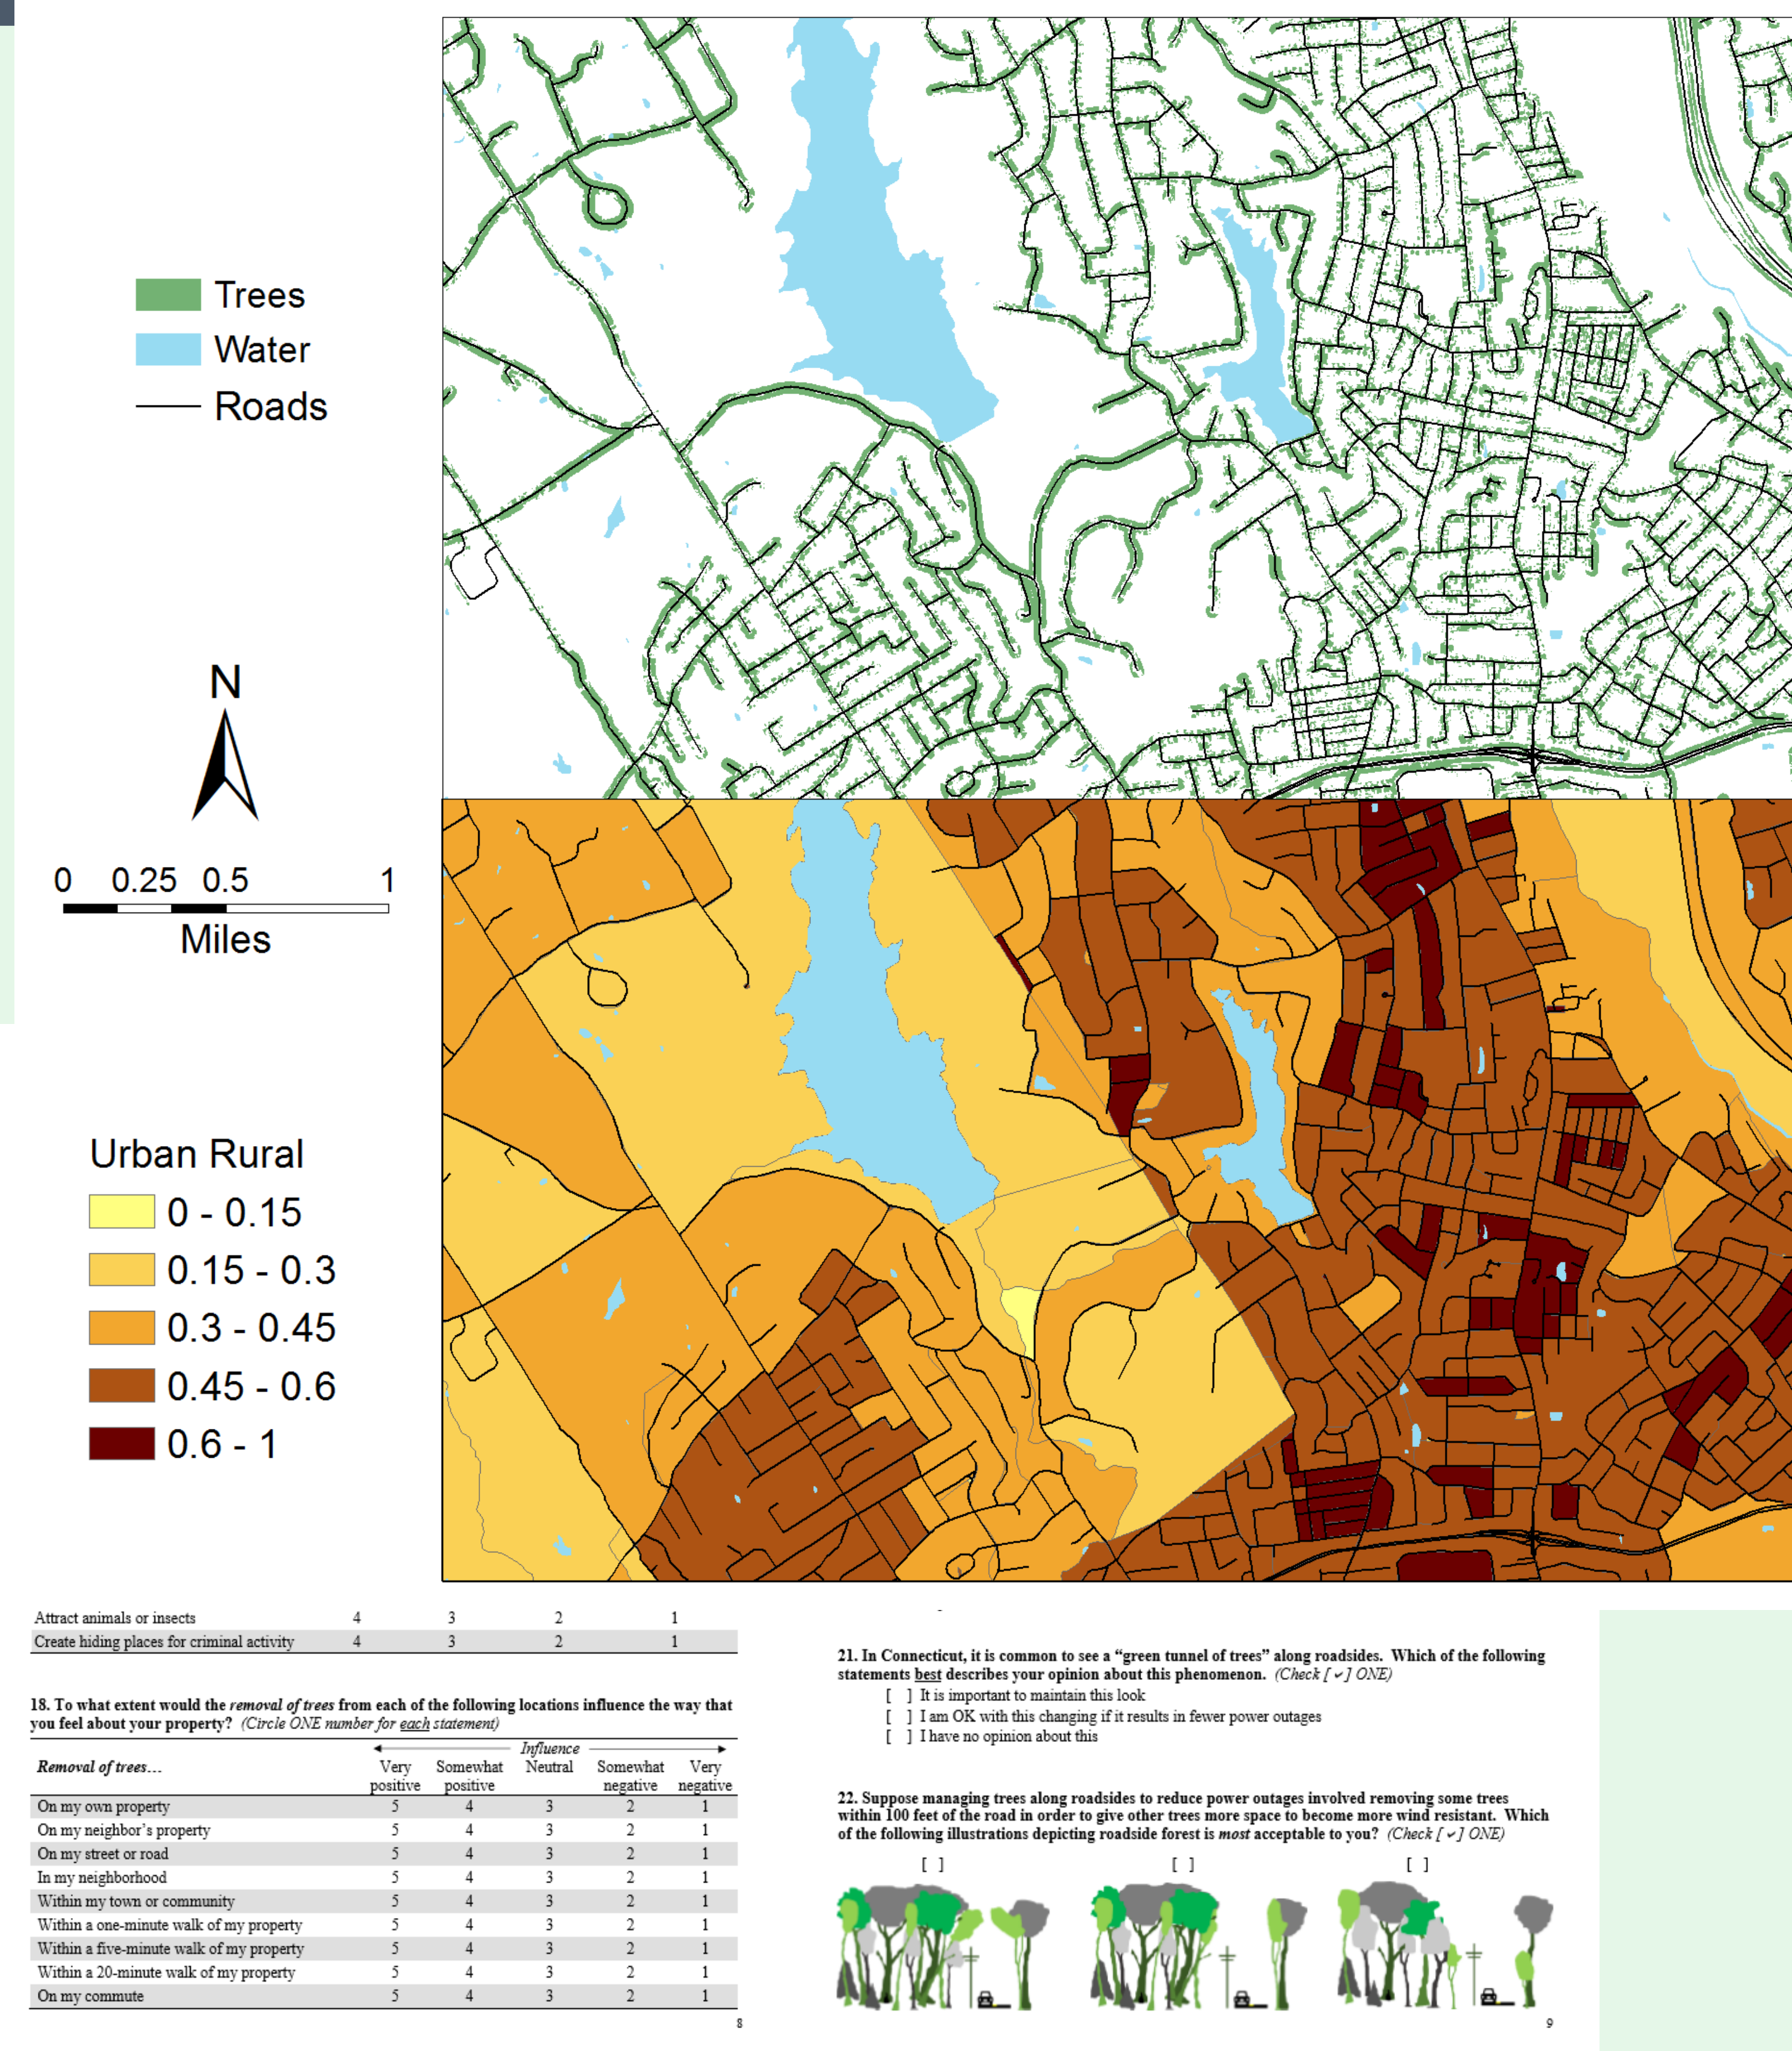 Trees
Water
Roads
N
0 0.25 0.5 1
Miles
Urban Rural
0 - 0.15
0.15 - 0.3
0.3 - 0.45
0.45 - 0.6
0.6 - 1
Attract animals or insects 4 3 2 1
Create hiding places for criminal activity 4 3 2 1
18. To what extent would the removal of trees from each of the following locations influence the way that
you feel about your property? (Circle ONE number for each statement)
Influence
Removal of trees… Very positive Somewhat positive Neutral Somewhat negative Very negative
On my own property 5 4 3 2 1
On my neighbor's property 5 4 3 2 1
On my street or road 5 4 3 2 1
In my neighborhood 5 4 3 2 1
Within my town or community 5 4 3 2 1
Within a one-minute walk of my property 5 4 3 2 1
Within a five-minute walk of my property 5 4 3 2 1
Within a 20-minute walk of my property 5 4 3 2 1
On my commute 5 4 3 2 1
8
21. In Connecticut, it is common to see a “green tunnel of trees” along roadsides. Which of the following
statements best describes your opinion about this phenomenon. (Check [✓] ONE)
[ ] It is important to maintain this look
[ ] I am OK with this changing if it results in fewer power outages
[ ] I have no opinion about this
22. Suppose managing trees along roadsides to reduce power outages involved removing some trees
within 100 feet of the road in order to give other trees more space to become more wind resistant. Which
of the following illustrations depicting roadside forest is most acceptable to you? (Check [✓] ONE)
[ ] [ ] [ ]
9